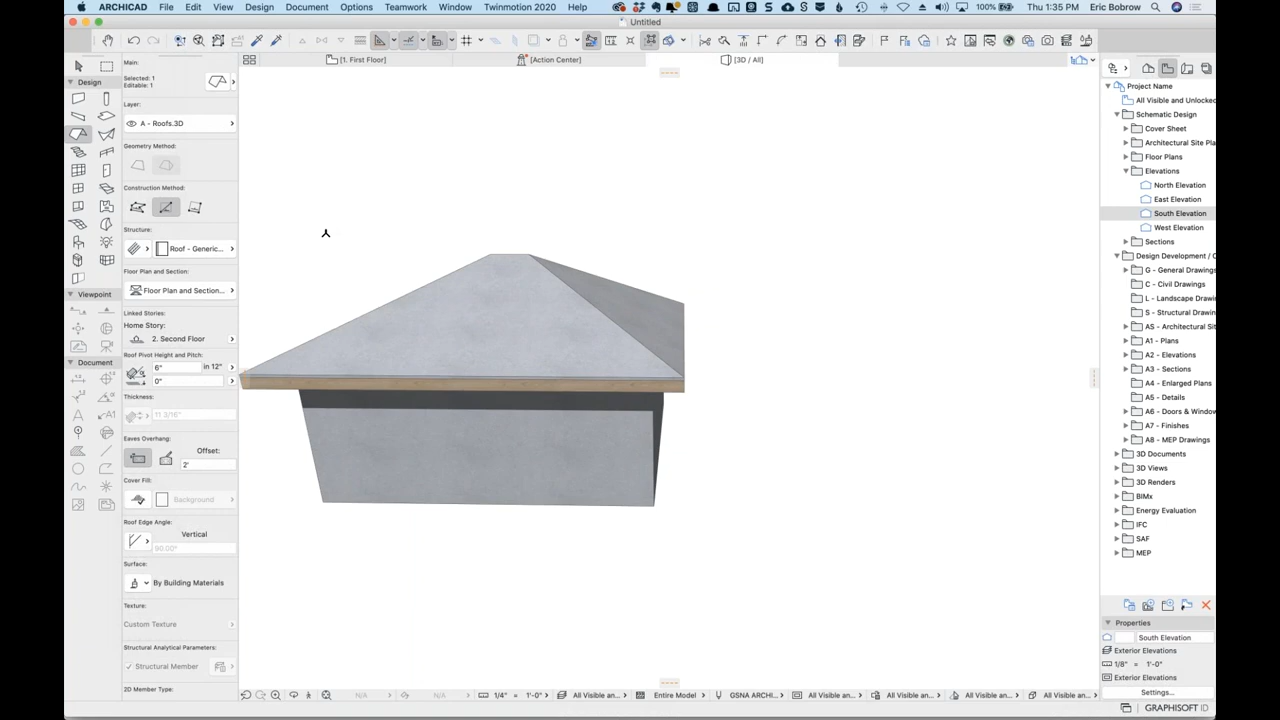 ARCHICAD File Edit View Design Document Options Teamwork Window Twinmotion 2020 Help 100% Thu 1:35 PM Eric Bobrow
Untitled
[1. First Floor] [Action Center] [3D / All]
Main:
Selected: 1
Editable: 1
Design
Layer:
A - Roofs.3D
Geometry Method:
Construction Method:
Structure:
Roof - Generic...
Floor Plan and Section:
Floor Plan and Section...
Viewpoint
Linked Stories:
Home Story:
2. Second Floor
Roof Pivot Height and Pitch:
6" in 12"
0"
Document
Thickness:
11 3/16"
Eaves Overhang:
Offset:
2'
Cover Fill:
Background
Roof Edge Angle:
Vertical
90.00°
Surface:
By Building Materials
Texture:
Custom Texture
Structural Analytical Parameters:
Structural Member
2D Member Type:
Project Name
All Visible and Unlocked
Schematic Design
Cover Sheet
Architectural Site Pla
Floor Plans
Elevations
North Elevation
East Elevation
South Elevation
West Elevation
Sections
Design Development / C
G - General Drawings
C - Civil Drawings
L - Landscape Drawi
S - Structural Drawin
AS - Architectural Sit
A1 - Plans
A2 - Elevations
A3 - Sections
A4 - Enlarged Plans
A5 - Details
A6 - Doors & Window
A7 - Finishes
A8 - MEP Drawings
3D Documents
3D Views
3D Renders
BIMx
Energy Evaluation
IFC
SAF
MEP
Properties
South Elevation
Exterior Elevations
1/8" = 1'-0"
Exterior Elevations
Settings...
N/A N/A 1/4" = 1'-0" All Visible an... Entire Model GSNA ARCHI... All Visible an... All Visible an... All Visible an... All Visible an...
GRAPHISOFT ID